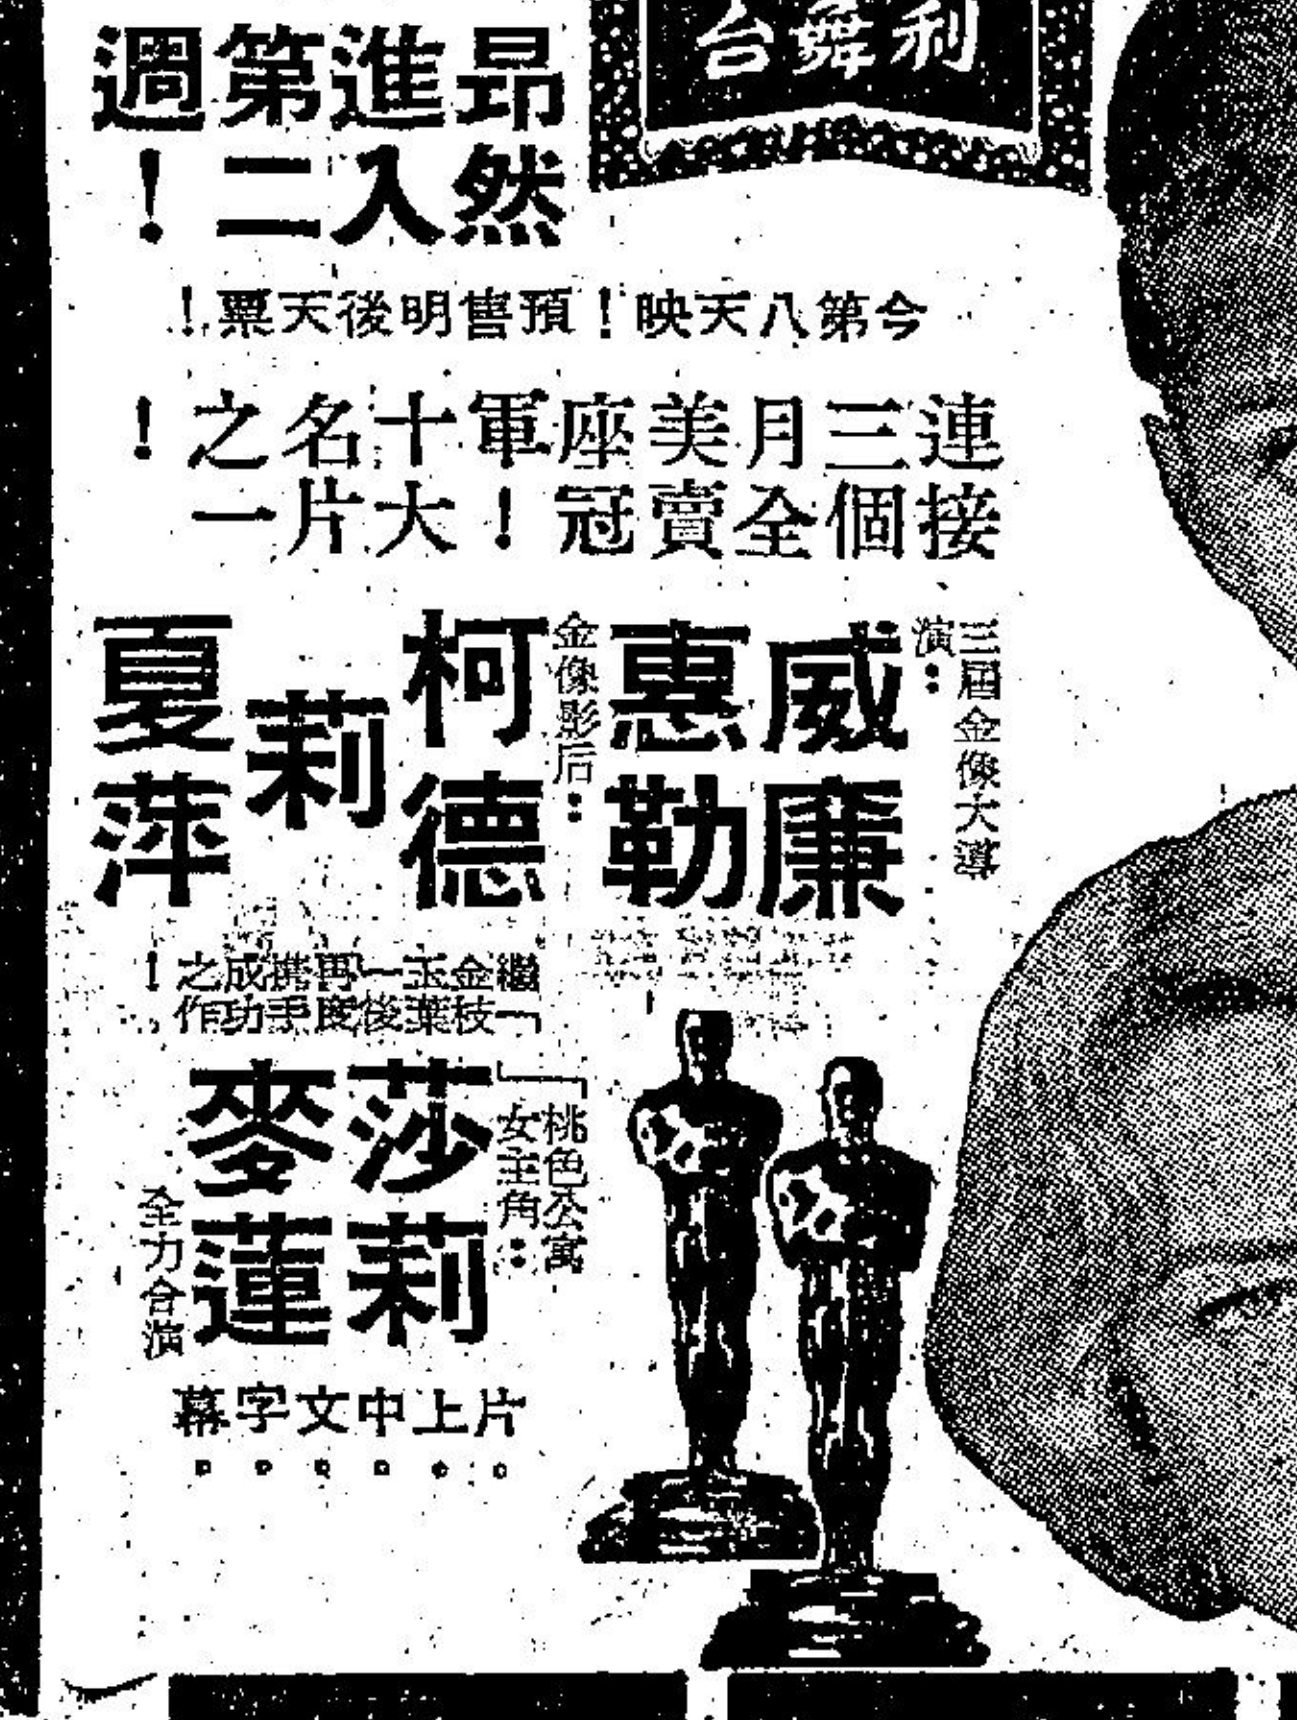 利舞台
昂然進入第二週！
今第八天映！預售明後天票！
連接三個月全美賣座冠軍！十大名片之一！
三屆金像大導演：
威廉惠勒
金像影后：
柯德莉夏萍
繼「金枝玉葉」後再度攜手成功之作！
「桃色公寓」女主角：
莎莉麥蓮
全力合演
片上中文字幕